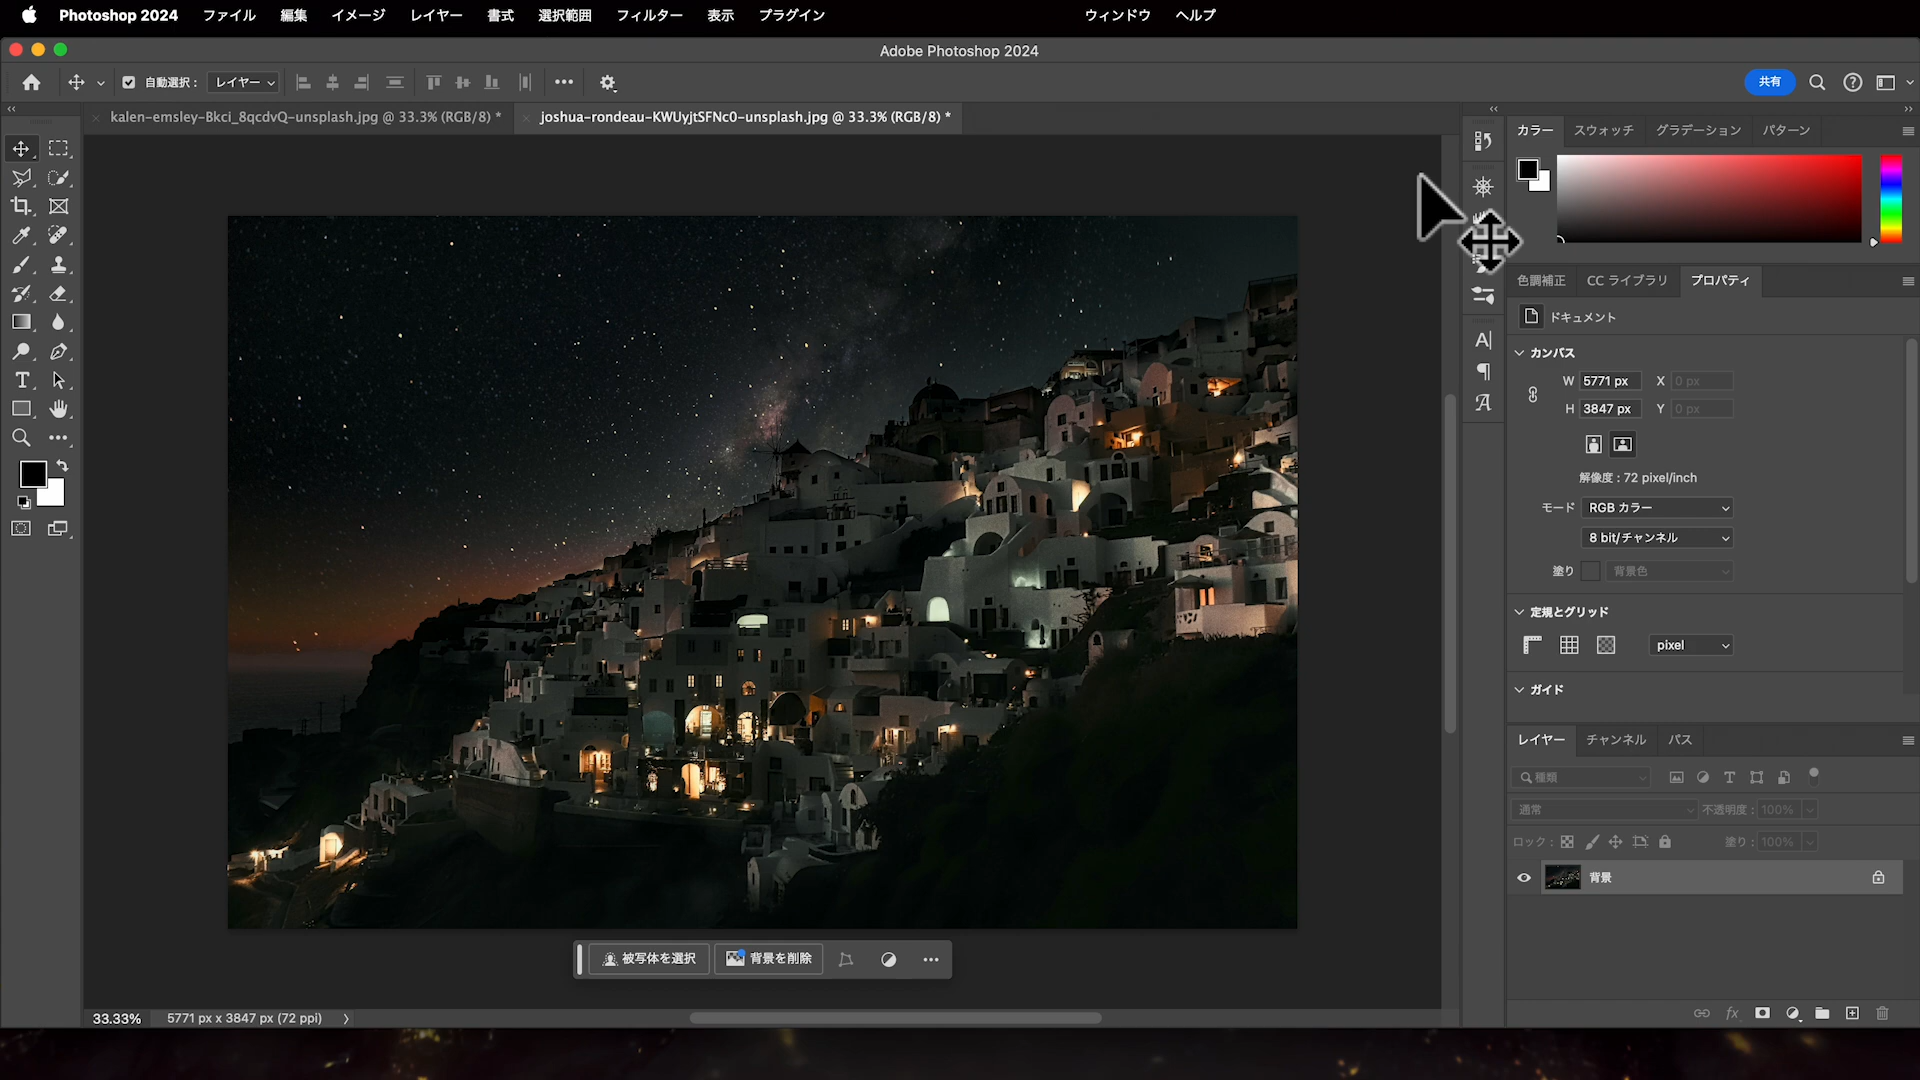 Photoshop 2024 ファイル 編集 イメージ レイヤー 書式 選択範囲 フィルター 表示 プラグイン ウィンドウ ヘルプ
Adobe Photoshop 2024
自動選択： レイヤー 共有
kalen-emsley-Bkci_8qcdvQ-unsplash.jpg @ 33.3% (RGB/8) * joshua-rondeau-KWUyjtSFNc0-unsplash.jpg @ 33.3% (RGB/8) *
カラー スウォッチ グラデーション パターン
色調補正 CC ライブラリ プロパティ
ドキュメント
カンバス
W 5771 px X 0 px
H 3847 px Y 0 px
解像度 : 72 pixel/inch
モード RGB カラー
8 bit/チャンネル
塗り 背景色
定規とグリッド
pixel
ガイド
レイヤー チャンネル パス
種類
通常 不透明度： 100%
ロック： 塗り： 100%
背景
被写体を選択 背景を削除
33.33% 5771 px x 3847 px (72 ppi)